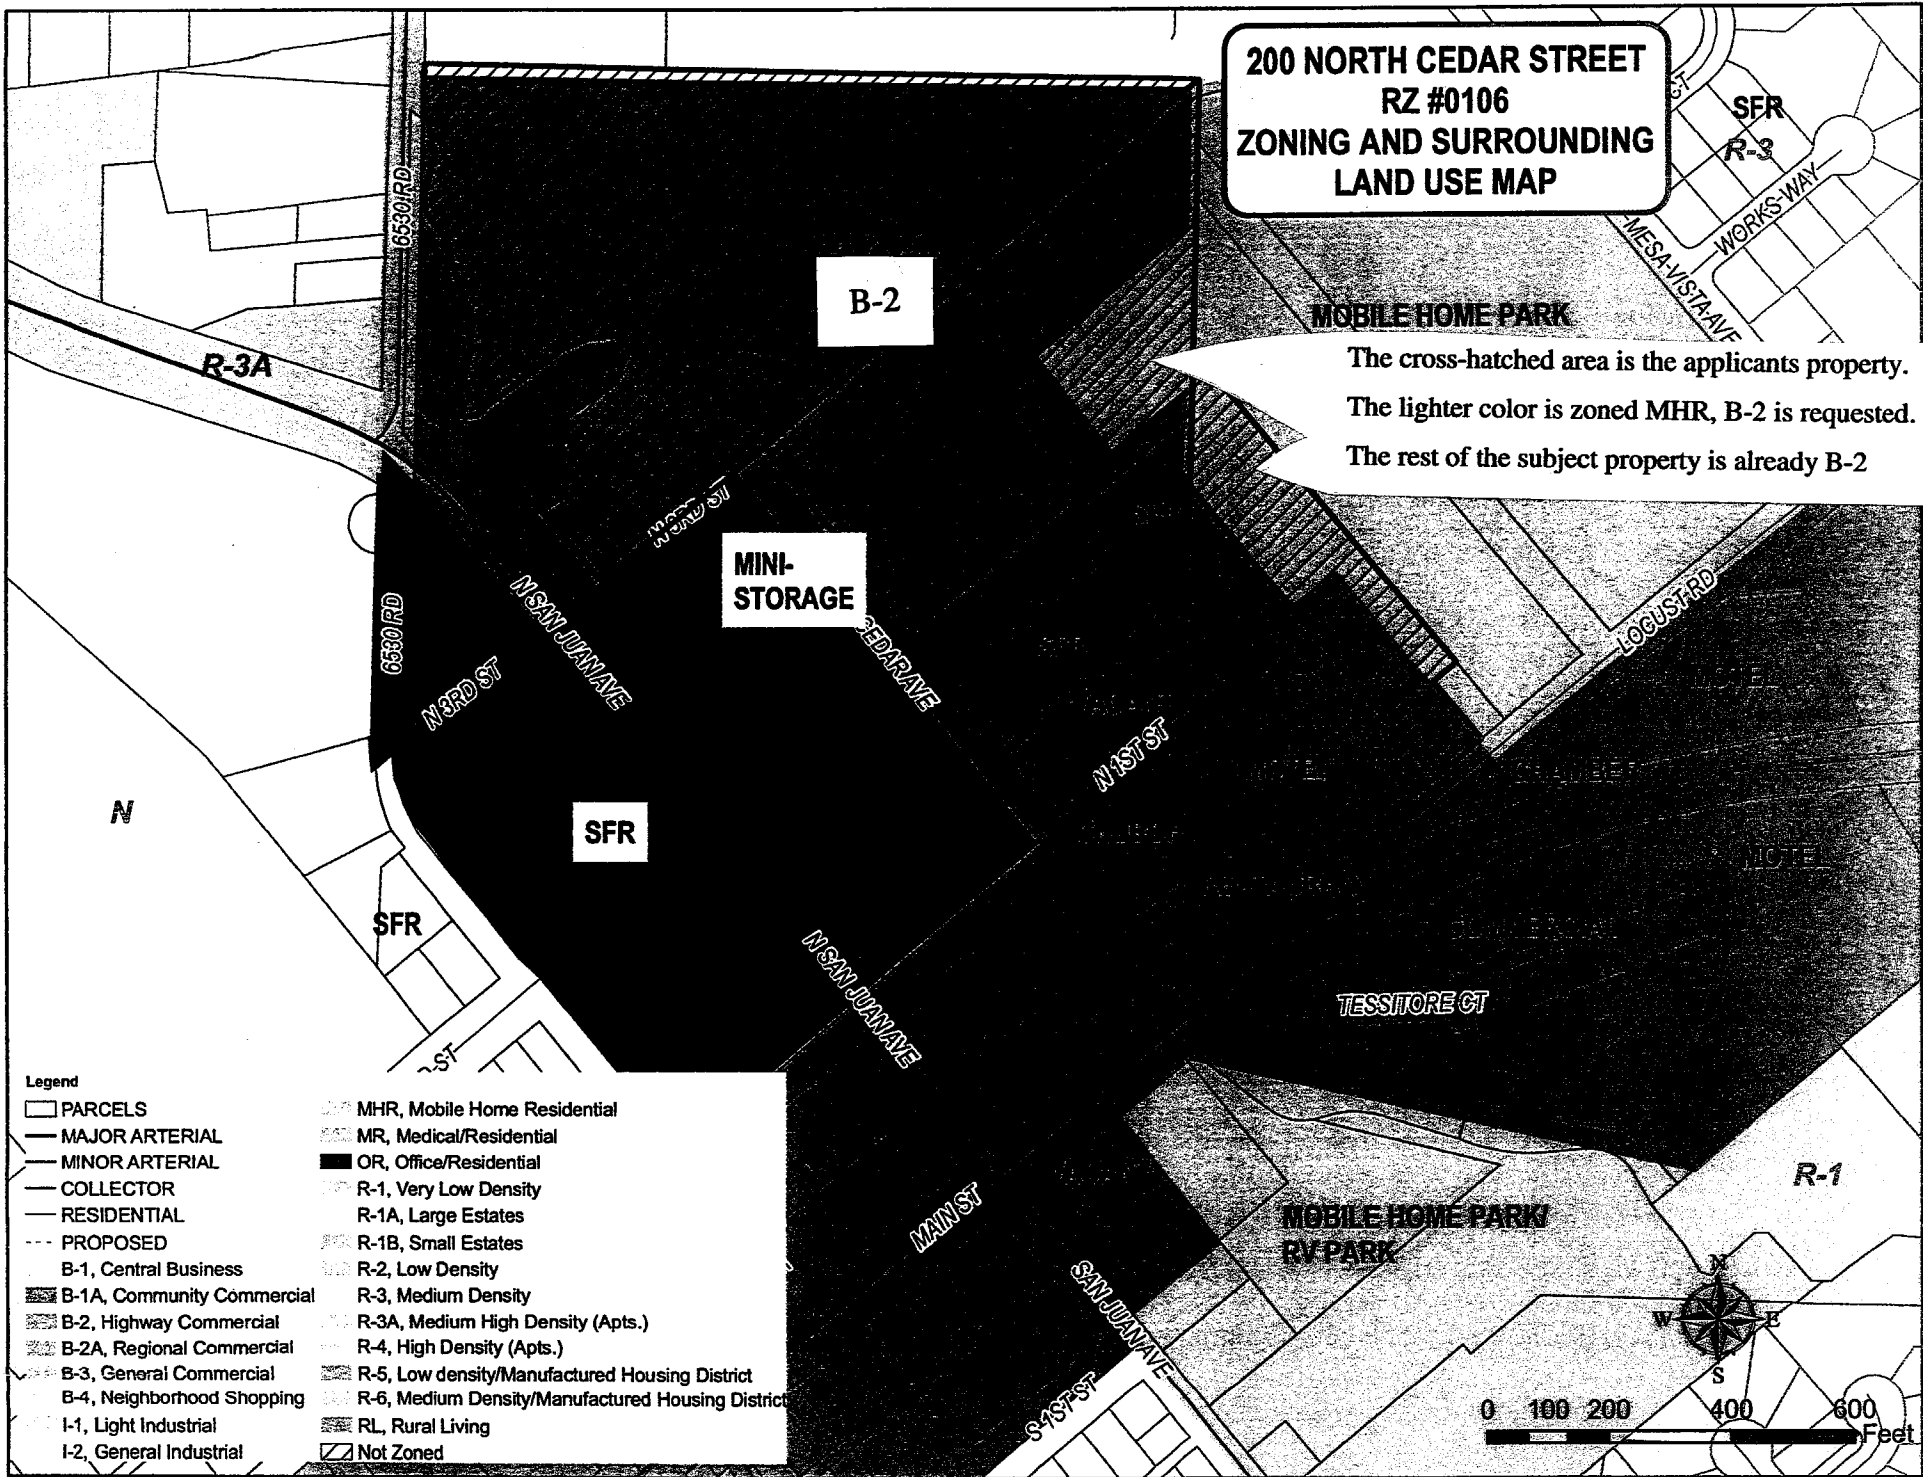 200 NORTH CEDAR STREET
RZ #0106
ZONING AND SURROUNDING
LAND USE MAP
SFR
R-3
WORKS-WAY
MESA-VISTA-AVE
6530 RD
B-2
MOBILE HOME PARK
The cross-hatched area is the applicants property.
The lighter color is zoned MHR, B-2 is requested.
The rest of the subject property is already B-2
R-3A
N 3RD ST
MINI-
STORAGE
N SAN JUAN AVE
CEDAR AVE
6530 RD
N 3RD ST
LOCUST-RD
MOTEL
N 1ST ST
CHAMBER
N
SFR
SFR
MOTEL
N SAN JUAN AVE
COMMERCIAL
TESSITORE CT
R-1
MAIN ST
MOBILE HOME PARK/
RV PARK
SAN JUAN AVE
S 1ST ST
Legend
PARCELS
MAJOR ARTERIAL
MINOR ARTERIAL
COLLECTOR
RESIDENTIAL
PROPOSED
B-1, Central Business
B-1A, Community Commercial
B-2, Highway Commercial
B-2A, Regional Commercial
B-3, General Commercial
B-4, Neighborhood Shopping
I-1, Light Industrial
I-2, General Industrial
MHR, Mobile Home Residential
MR, Medical/Residential
OR, Office/Residential
R-1, Very Low Density
R-1A, Large Estates
R-1B, Small Estates
R-2, Low Density
R-3, Medium Density
R-3A, Medium High Density (Apts.)
R-4, High Density (Apts.)
R-5, Low density/Manufactured Housing District
R-6, Medium Density/Manufactured Housing District
RL, Rural Living
Not Zoned
N
W E
S
0 100 200 400 600
Feet